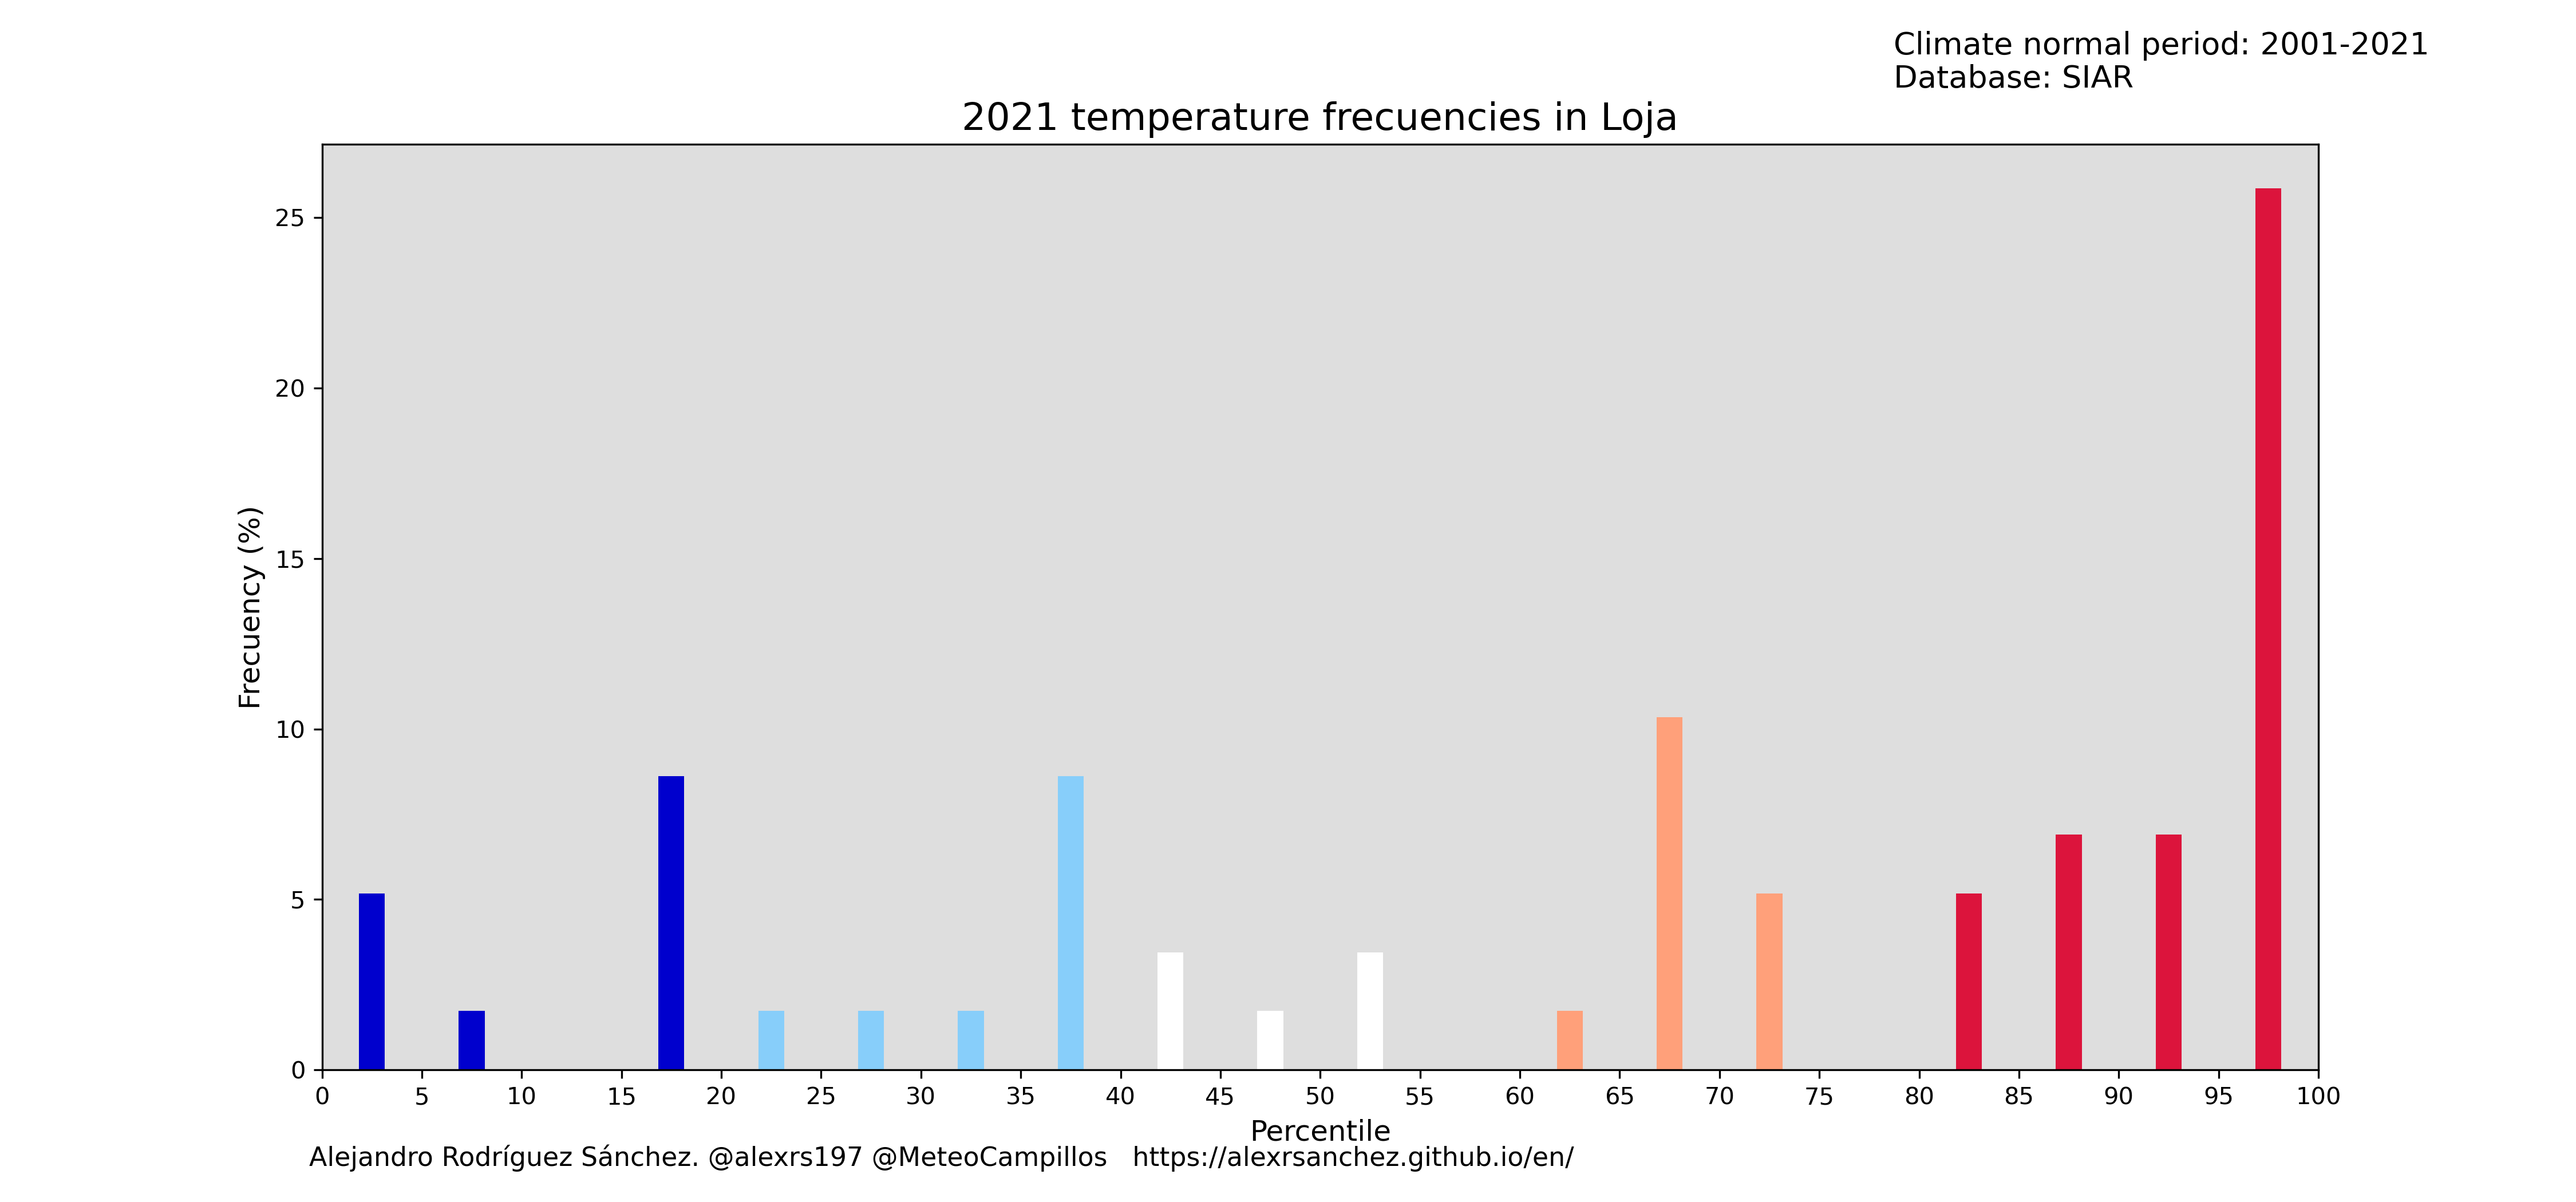 Climate normal period: 2001-2021
Database: SIAR
2021 temperature frecuencies in Loja
Frecuency (%)
25
20
15
10
5
0
0 5 10 15 20 25 30 35 40 45 50 55 60 65 70 75 80 85 90 95 100
Percentile
Alejandro Rodríguez Sánchez. @alexrs197 @MeteoCampillos https://alexrsanchez.github.io/en/